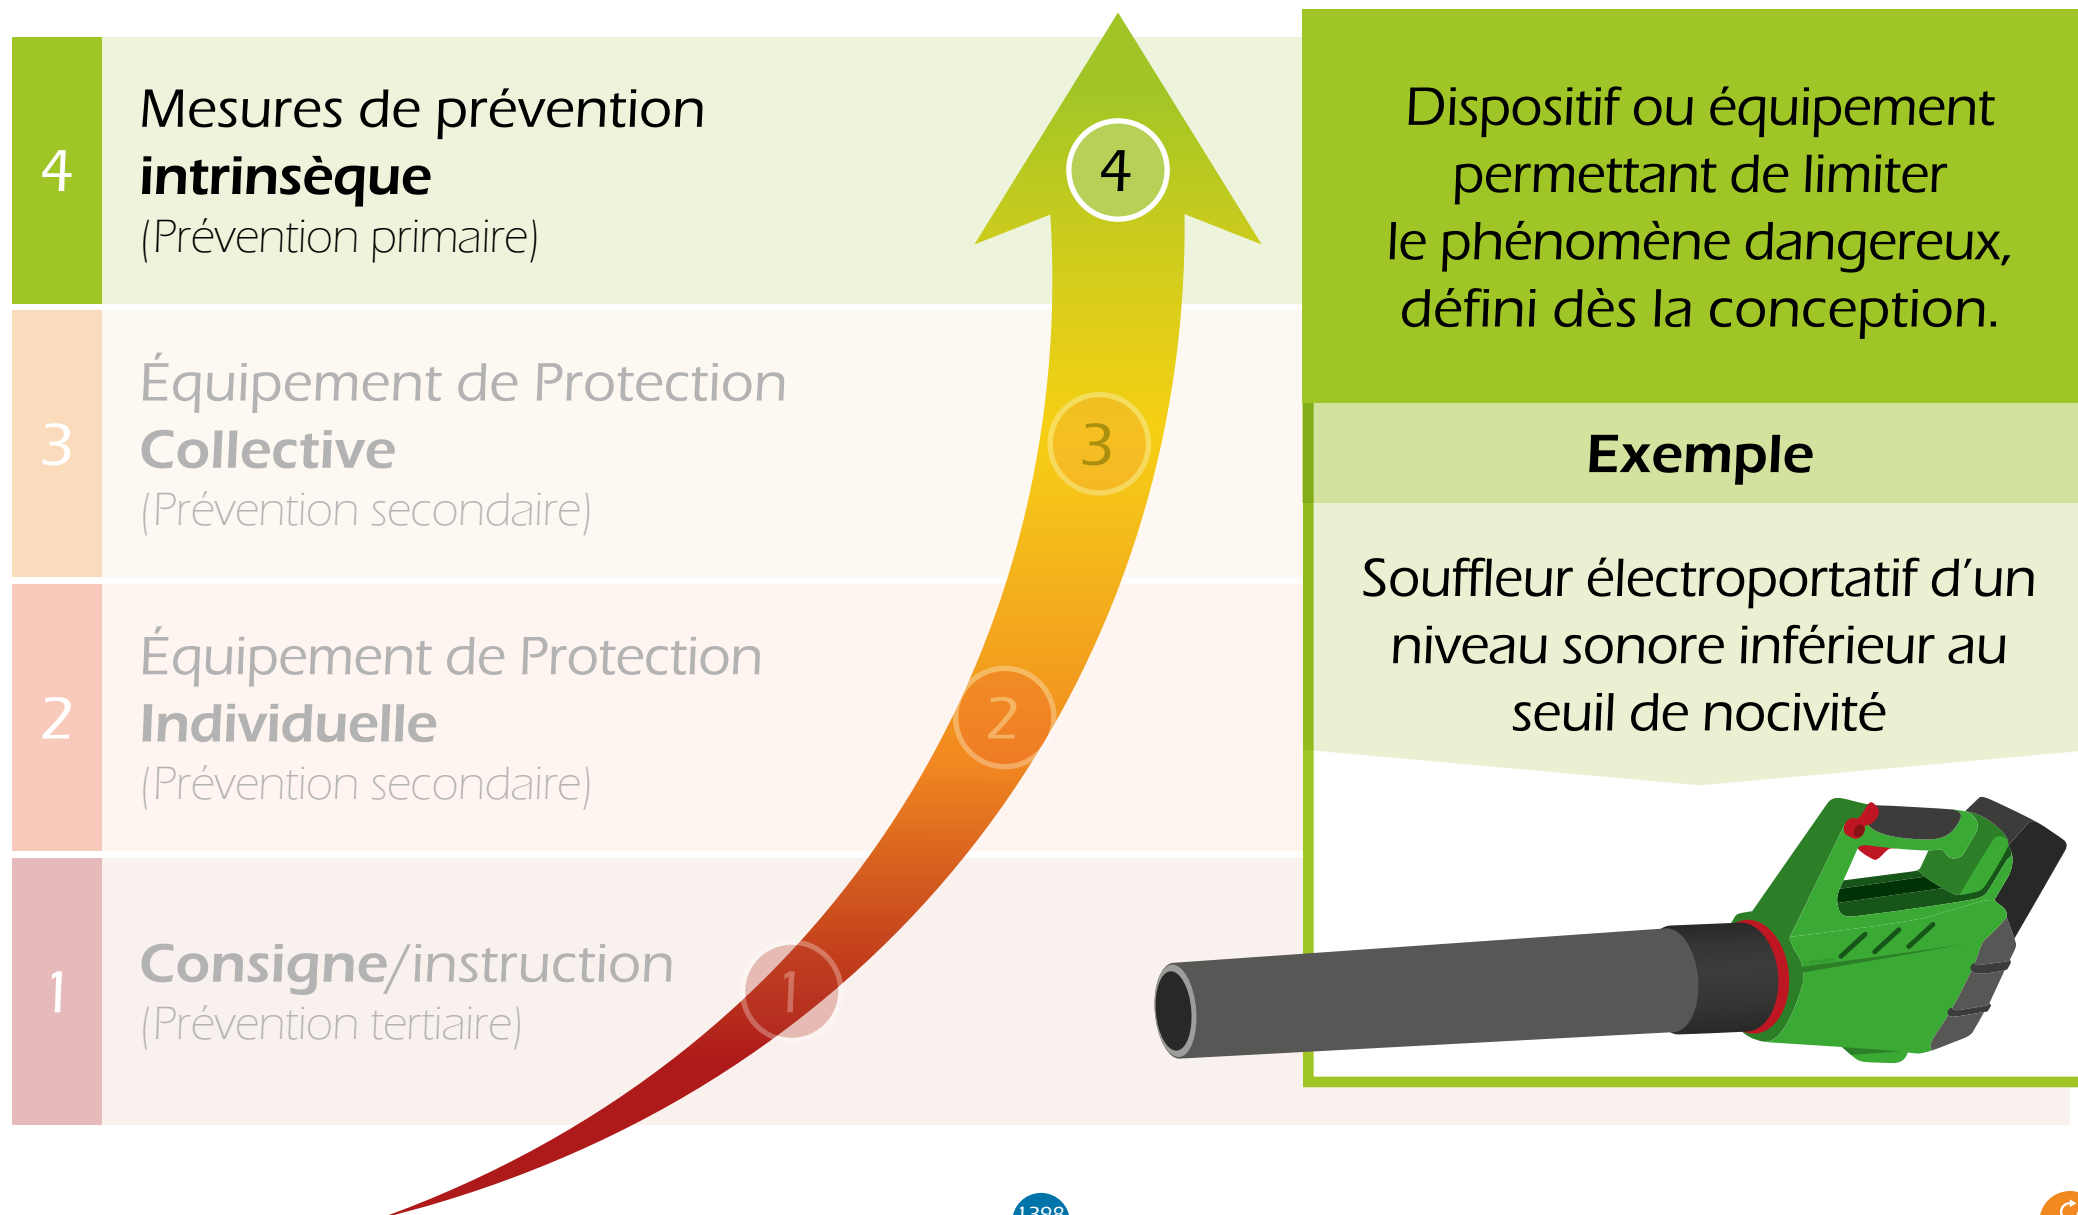 4
Mesures de prévention
intrinsèque
(Prévention primaire)
4
3
Équipement de Protection
Collective
(Prévention secondaire)
3
2
Équipement de Protection
Individuelle
(Prévention secondaire)
2
1
Consigne/instruction
(Prévention tertiaire)
1
Dispositif ou équipement
permettant de limiter
le phénomène dangereux,
défini dès la conception.
Exemple
Souffleur électroportatif d’un
niveau sonore inférieur au
seuil de nocivité
1398